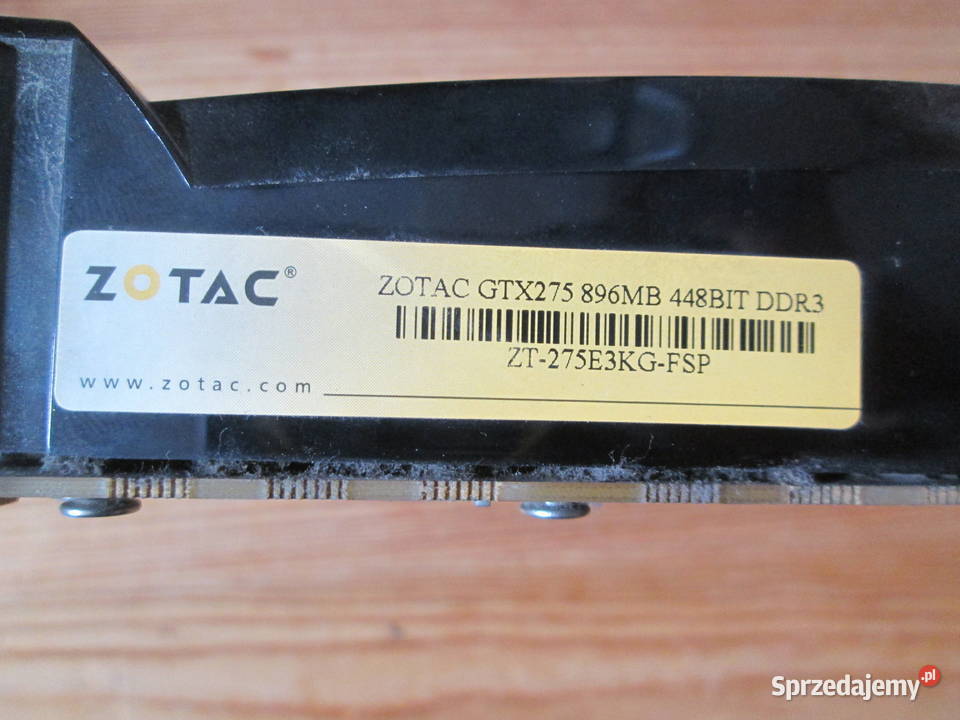 ZOTAC®
ZOTAC GTX275 896MB 448BIT DDR3
ZT-275E3KG-FSP
www.zotac.com
Sprzedajemy.pl